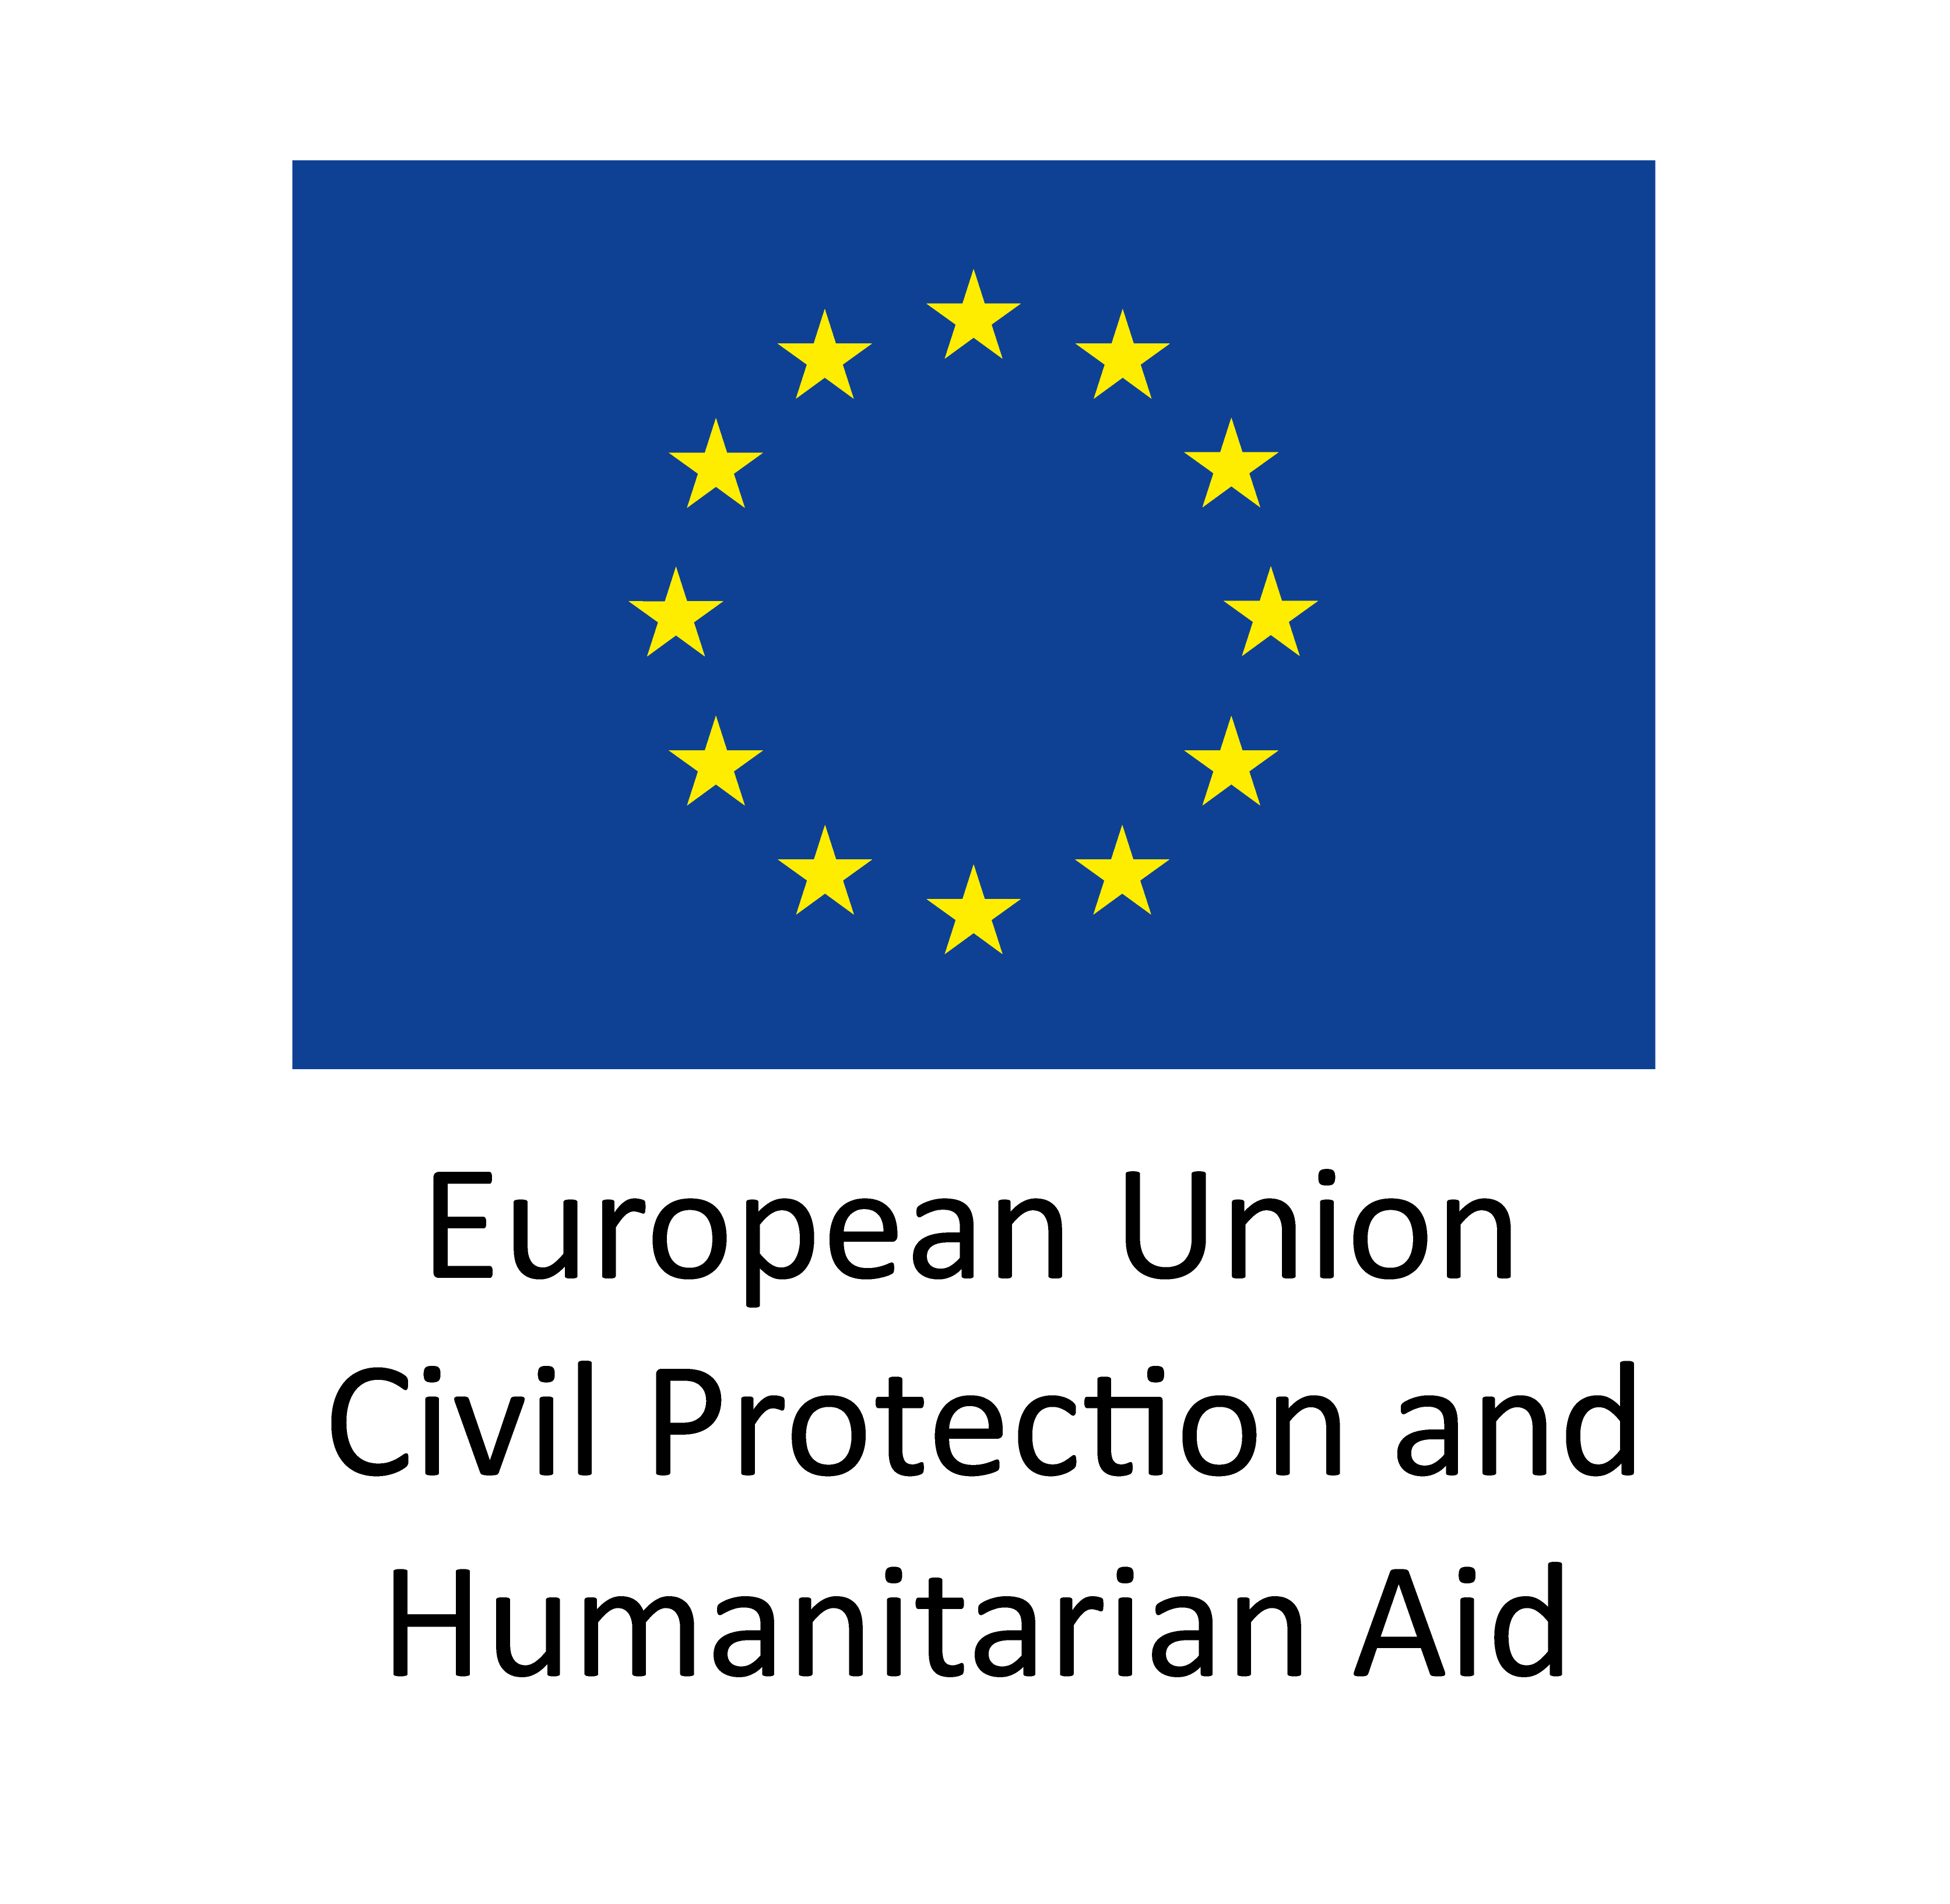 European Union
Civil Protection and
Humanitarian Aid